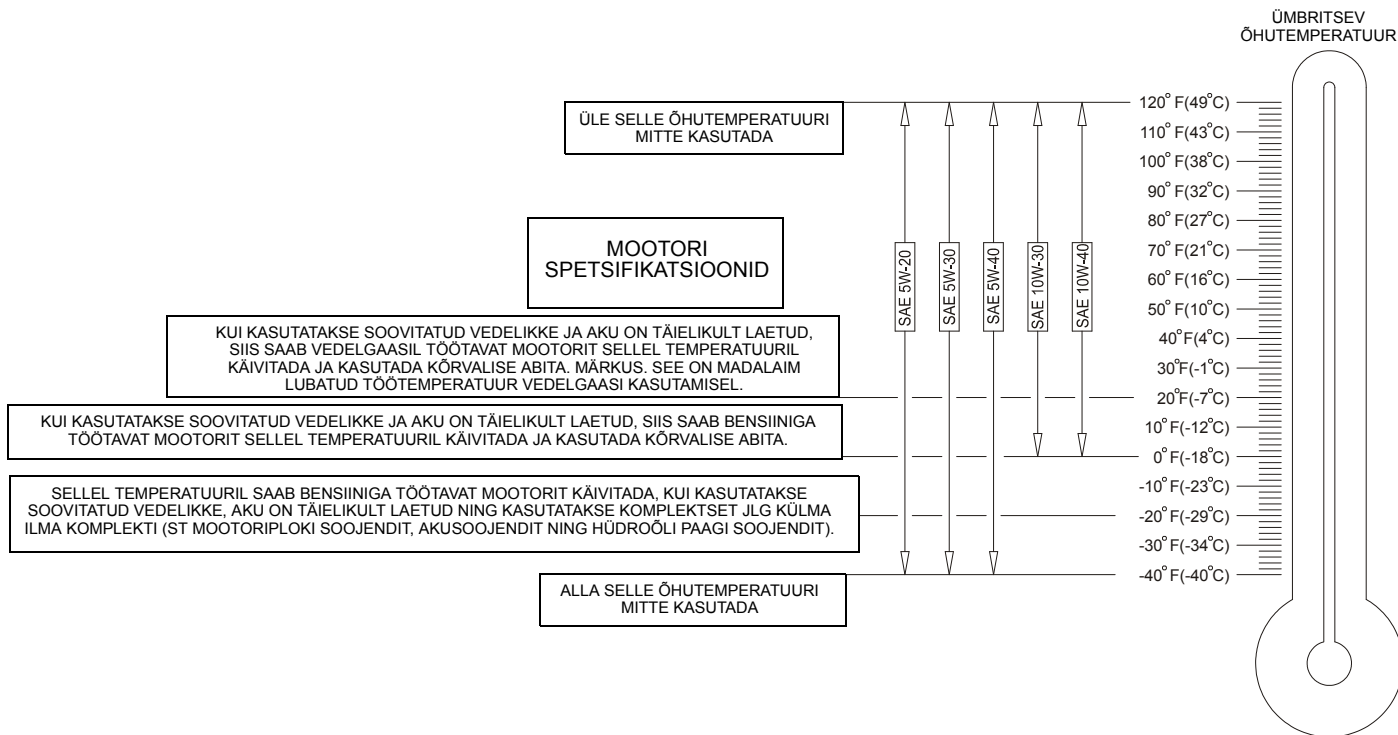 ÜMBRITSEV
ÕHUTEMPERATUUR
ÜLE SELLE ÕHUTEMPERATUURI
MITTE KASUTADA
MOOTORI
SPETSIFIKATSIOONID
KUI KASUTATAKSE SOOVITATUD VEDELIKKE JA AKU ON TÄIELIKULT LAETUD,
SIIS SAAB VEDELGAASIL TÖÖTAVAT MOOTORIT SELLEL TEMPERATUURIL
KÄIVITADA JA KASUTADA KÕRVALISE ABITA. MÄRKUS. SEE ON MADALAIM
LUBATUD TÖÖTEMPERATUUR VEDELGAASI KASUTAMISEL.
KUI KASUTATAKSE SOOVITATUD VEDELIKKE JA AKU ON TÄIELIKULT LAETUD, SIIS SAAB BENSIINIGA
TÖÖTAVAT MOOTORIT SELLEL TEMPERATUURIL KÄIVITADA JA KASUTADA KÕRVALISE ABITA.
SELLEL TEMPERATUURIL SAAB BENSIINIGA TÖÖTAVAT MOOTORIT KÄIVITADA, KUI KASUTATAKSE
SOOVITATUD VEDELIKKE, AKU ON TÄIELIKULT LAETUD NING KASUTATAKSE KOMPLEKTSET JLG KÜLMA
ILMA KOMPLEKTI (ST MOOTORIPLOKI SOOJENDIT, AKUSOOJENDIT NING HÜDROÕLI PAAGI SOOJENDIT).
ALLA SELLE ÕHUTEMPERATUURI
MITTE KASUTADA
SAE 5W-20
SAE 5W-30
SAE 5W-40
SAE 10W-30
SAE 10W-40
120° F(49°C)
110° F(43°C)
100° F(38°C)
90° F(32°C)
80° F(27°C)
70° F(21°C)
60° F(16°C)
50° F(10°C)
40° F(4°C)
30°F(-1°C)
20°F(-7°C)
10° F(-12°C)
0° F(-18°C)
-10° F(-23°C)
-20° F(-29°C)
-30° F(-34°C)
-40° F(-40°C)